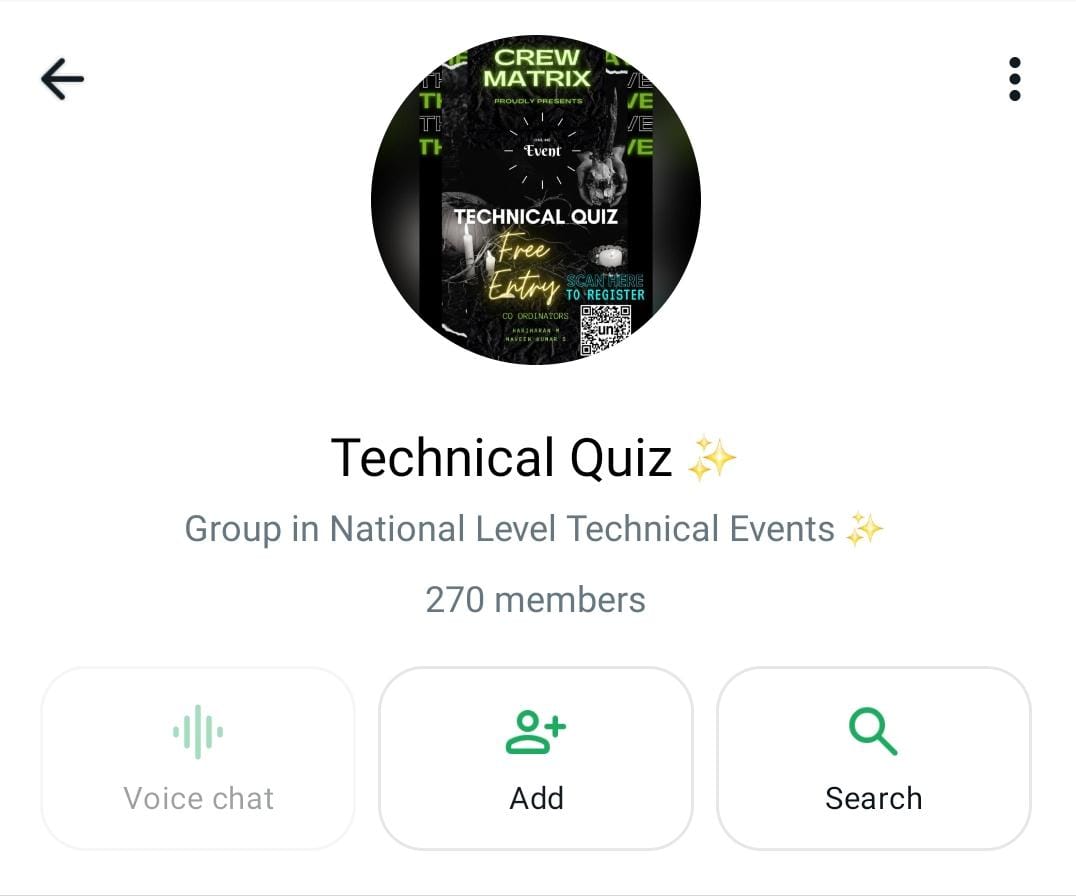 CREW
MATRIX
PROUDLY PRESENTS
ONLINE
Event
TECHNICAL QUIZ
Free
Entry
SCAN HERE
TO REGISTER
CO ORDINATORS
HARIHARAN M
NAVEEN KUMAR S
un
Technical Quiz ✨
Group in National Level Technical Events ✨
270 members
Voice chat
Add
Search